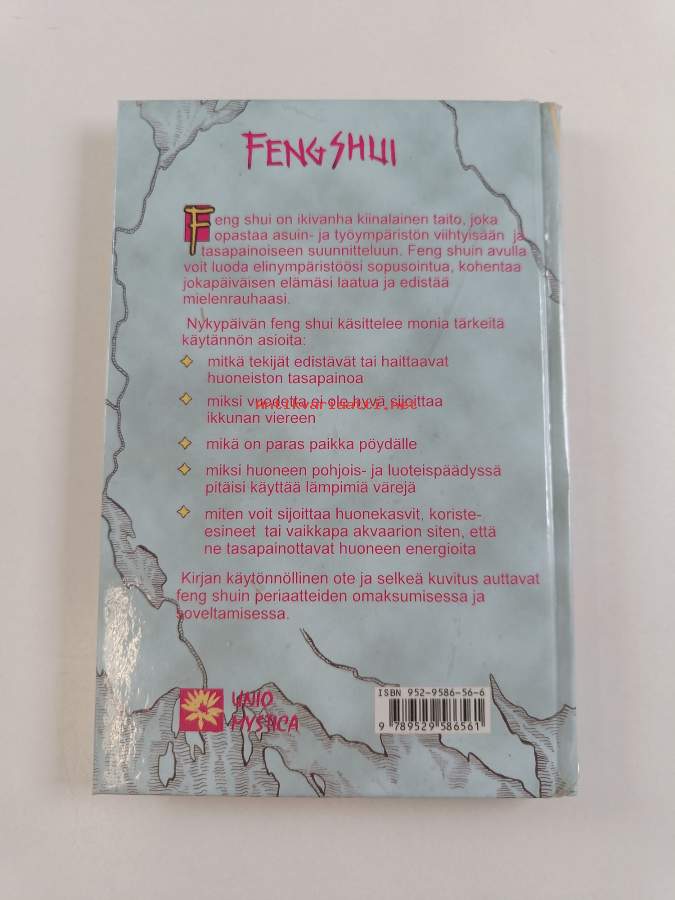 FENG SHUI
Feng shui on ikivanha kiinalainen taito, joka
opastaa asuin- ja työympäristön viihtyisään ja
tasapainoiseen suunnitteluun. Feng shuin avulla
voit luoda elinympäristöösi sopusointua, kohentaa
jokapäiväisen elämäsi laatua ja edistää
mielenrauhaasi.
Nykypäivän feng shui käsittelee monia tärkeitä
käytännön asioita:
mitkä tekijät edistävät tai haittaavat
huoneiston tasapainoa
miksi vuodetta ei ole hyvä sijoittaa
Antikvariaatti.net
ikkunan viereen
mikä on paras paikka pöydälle
miksi huoneen pohjois- ja luoteispäädyssä
pitäisi käyttää lämpimiä värejä
miten voit sijoittaa huonekasvit, koriste-
esineet tai vaikkapa akvaarion siten, että
ne tasapainottavat huoneen energioita
Kirjan käytönnöllinen ote ja selkeä kuvitus auttavat
feng shuin periaatteiden omaksumisessa ja
soveltamisessa.
UNIO
MYSTICA
ISBN 952-9586-56-6
9 789529 586561